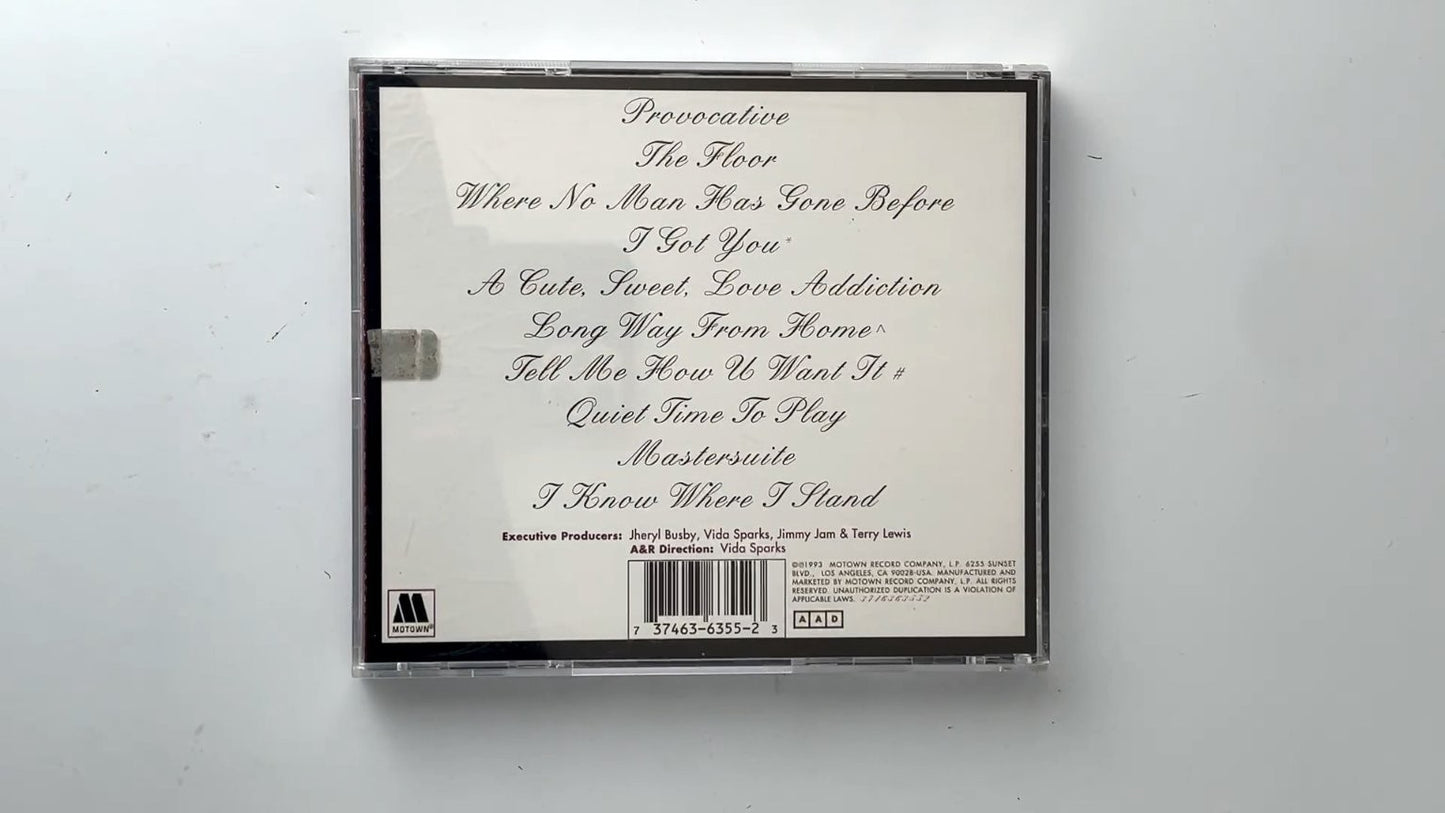 Provocative
The Floor
Where No Man Has Gone Before
I Got You*
A Cute, Sweet, Love Addiction
Long Way From Home^
Tell Me How U Want It #
Quiet Time To Play
Mastersuite
I Know Where I Stand
Executive Producers: Jheryl Busby, Vida Sparks, Jimmy Jam & Terry Lewis
A&R Direction: Vida Sparks
©℗1993 MOTOWN RECORD COMPANY, L.P. 6255 SUNSET
BLVD., LOS ANGELES, CA 90028-USA. MANUFACTURED AND
MARKETED BY MOTOWN RECORD COMPANY, L.P. ALL RIGHTS
RESERVED. UNAUTHORIZED DUPLICATION IS A VIOLATION OF
APPLICABLE LAWS. 3746363552
A A D
7 37463-6355-2 3
MOTOWN®